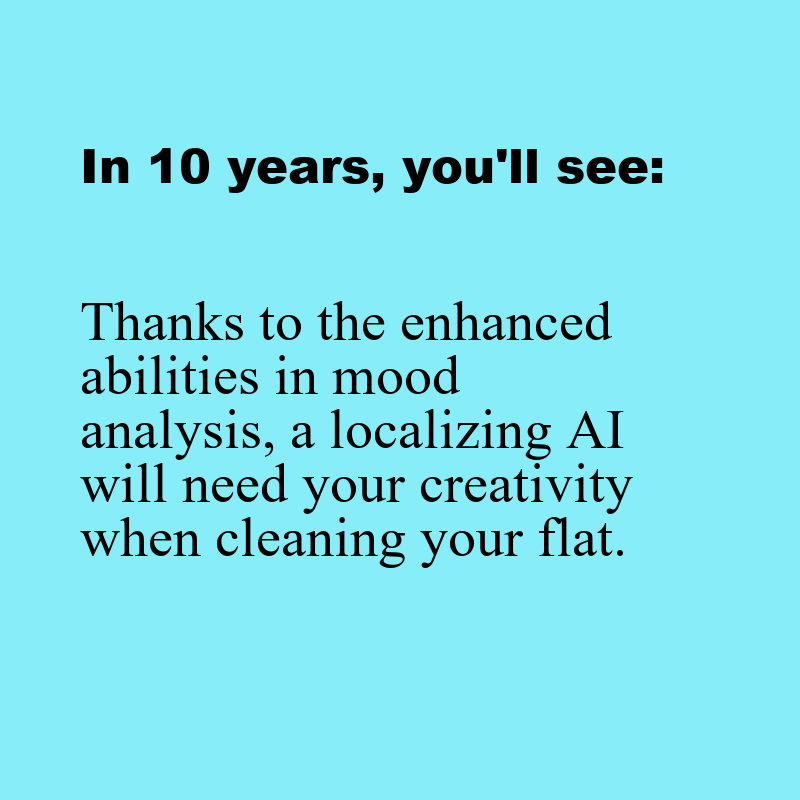 In 10 years, you'll see:
Thanks to the enhanced
abilities in mood
analysis, a localizing AI
will need your creativity
when cleaning your flat.